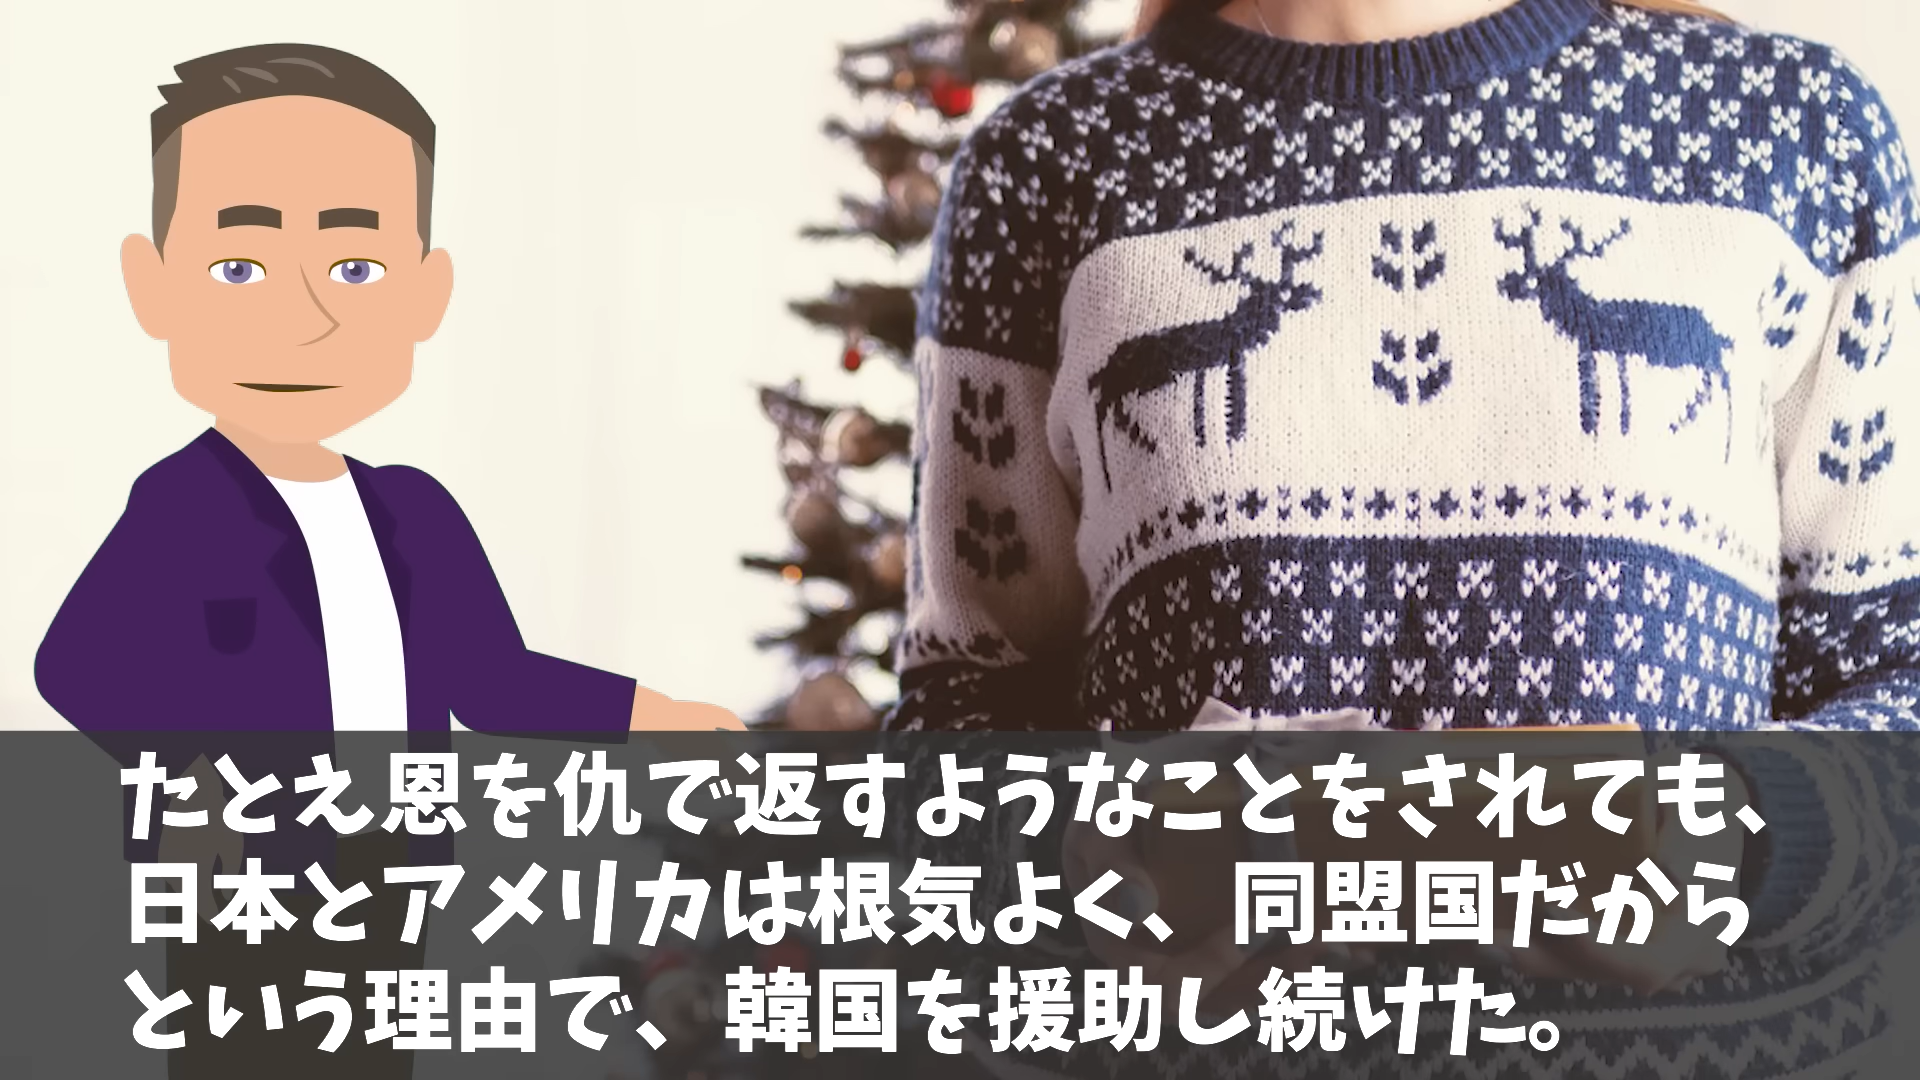 たとえ恩を仇で返すようなことをされても、
日本とアメリカは根気よく、同盟国だから
という理由で、韓国を援助し続けた。